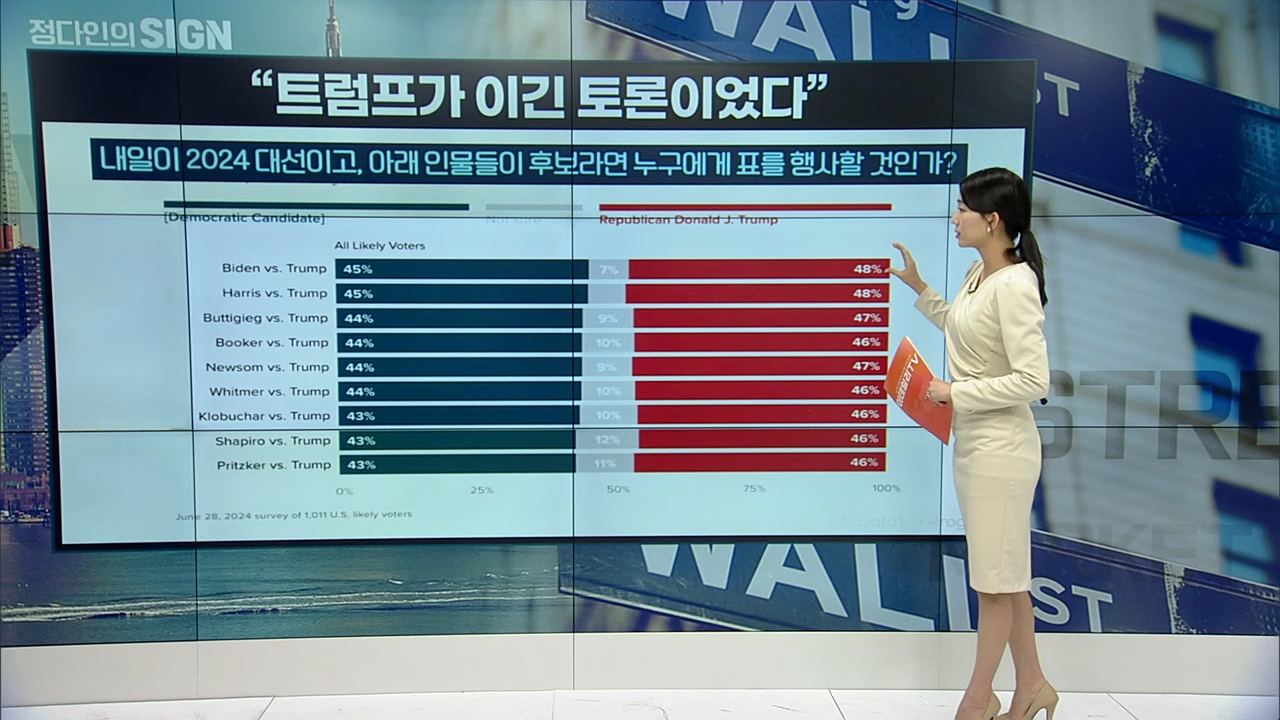 정다인의 SIGN
WALL ST
“트럼프가 이긴 토론이었다”
내일이 2024 대선이고, 아래 인물들이 후보라면 누구에게 표를 행사할 것인가?
[Democratic Candidate] Not sure Republican Donald J. Trump
All Likely Voters
Biden vs. Trump 45% 7% 48%
Harris vs. Trump 45% 48%
Buttigieg vs. Trump 44% 9% 47%
Booker vs. Trump 44% 10% 46%
Newsom vs. Trump 44% 9% 47%
Whitmer vs. Trump 44% 10% 46%
Klobuchar vs. Trump 43% 10% 46%
Shapiro vs. Trump 43% 12% 46%
Pritzker vs. Trump 43% 11% 46%
0% 25% 50% 75% 100%
June 28, 2024 survey of 1,011 U.S. likely voters
WALL ST